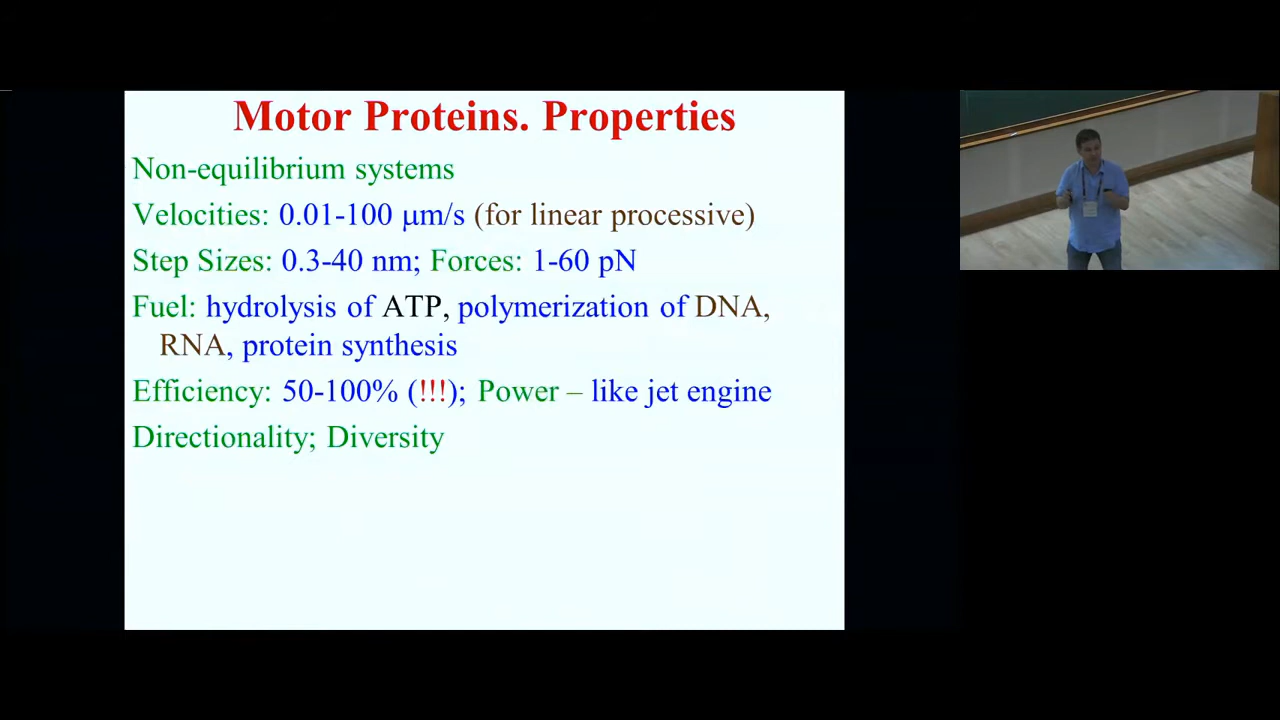 Motor Proteins. Properties
Non-equilibrium systems
Velocities: 0.01-100 μm/s (for linear processive)
Step Sizes: 0.3-40 nm; Forces: 1-60 pN
Fuel: hydrolysis of ATP, polymerization of DNA,
RNA, protein synthesis
Efficiency: 50-100% (!!!); Power – like jet engine
Directionality; Diversity